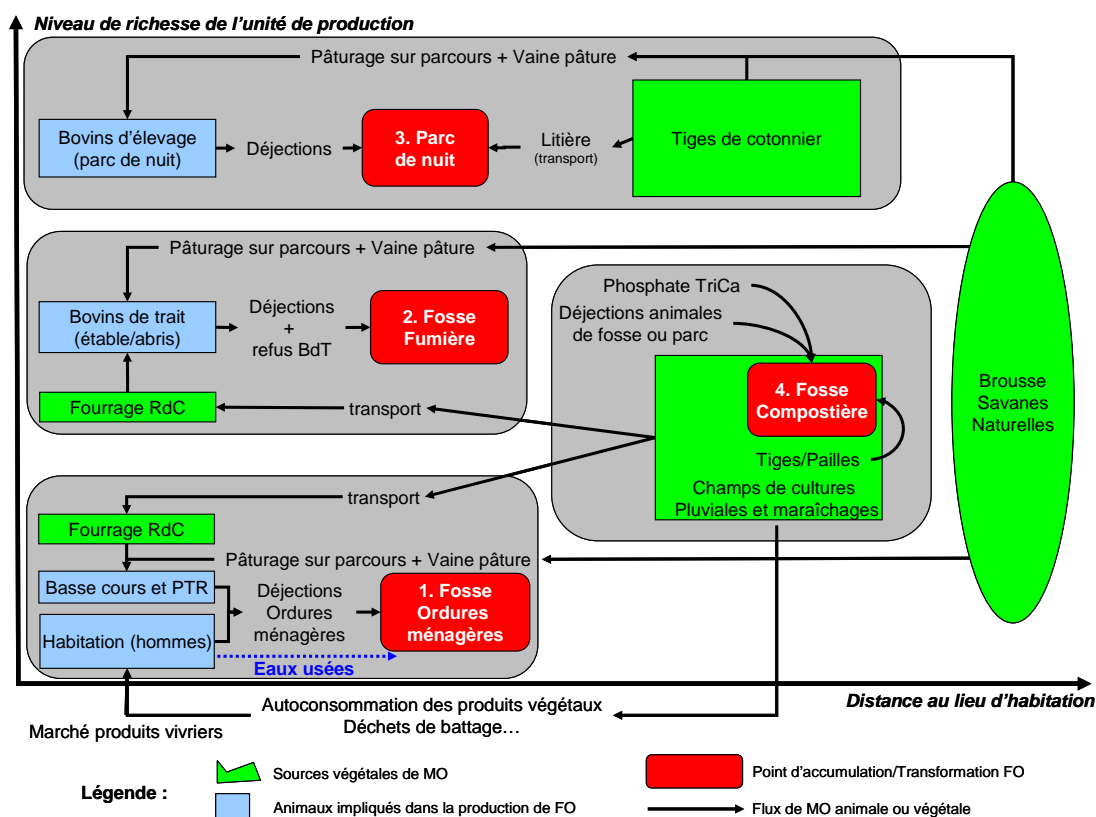 Niveau de richesse de l'unité de production
Pâturage sur parcours + Vaine pâture
Bovins d'élevage
(parc de nuit)
Déjections
3. Parc
de nuit
Litière
(transport)
Tiges de cotonnier
Pâturage sur parcours + Vaine pâture
Bovins de trait
(étable/abris)
Déjections
+
refus BdT
2. Fosse
Fumière
Fourrage RdC
transport
Phosphate TriCa
Déjections animales
de fosse ou parc
4. Fosse
Compostière
Tiges/Pailles
Champs de cultures
Pluviales et maraîchages
Brousse
Savanes
Naturelles
transport
Fourrage RdC
Pâturage sur parcours + Vaine pâture
Basse cours et PTR
Habitation (hommes)
Déjections
Ordures
ménagères
1. Fosse
Ordures
ménagères
Eaux usées
Distance au lieu d'habitation
Autoconsommation des produits végétaux
Déchets de battage…
Marché produits vivriers
Légende :
Sources végétales de MO
Point d'accumulation/Transformation FO
Animaux impliqués dans la production de FO
Flux de MO animale ou végétale